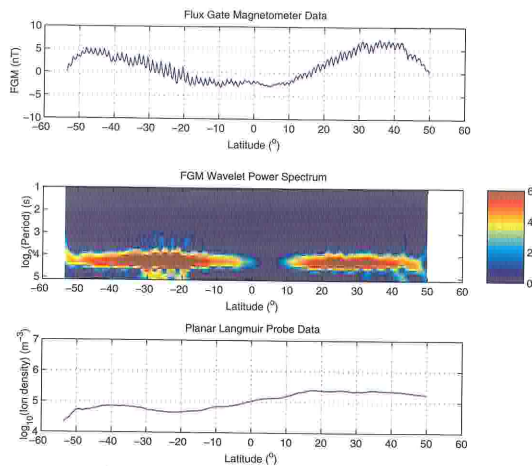 Flux Gate Magnetometer Data
10
5
0
−5
−10
FGM (nT)
−60 −50 −40 −30 −20 −10 0 10 20 30 40 50 60
Latitude (°)
FGM Wavelet Power Spectrum
1
2
3
4
5
log2(Period) (s)
−60 −50 −40 −30 −20 −10 0 10 20 30 40 50 60
Latitude (°)
6
4
2
0
Planar Langmuir Probe Data
7
6
5
4
log10(Ion density) (m−3)
−60 −50 −40 −30 −20 −10 0 10 20 30 40 50 60
Latitude (°)